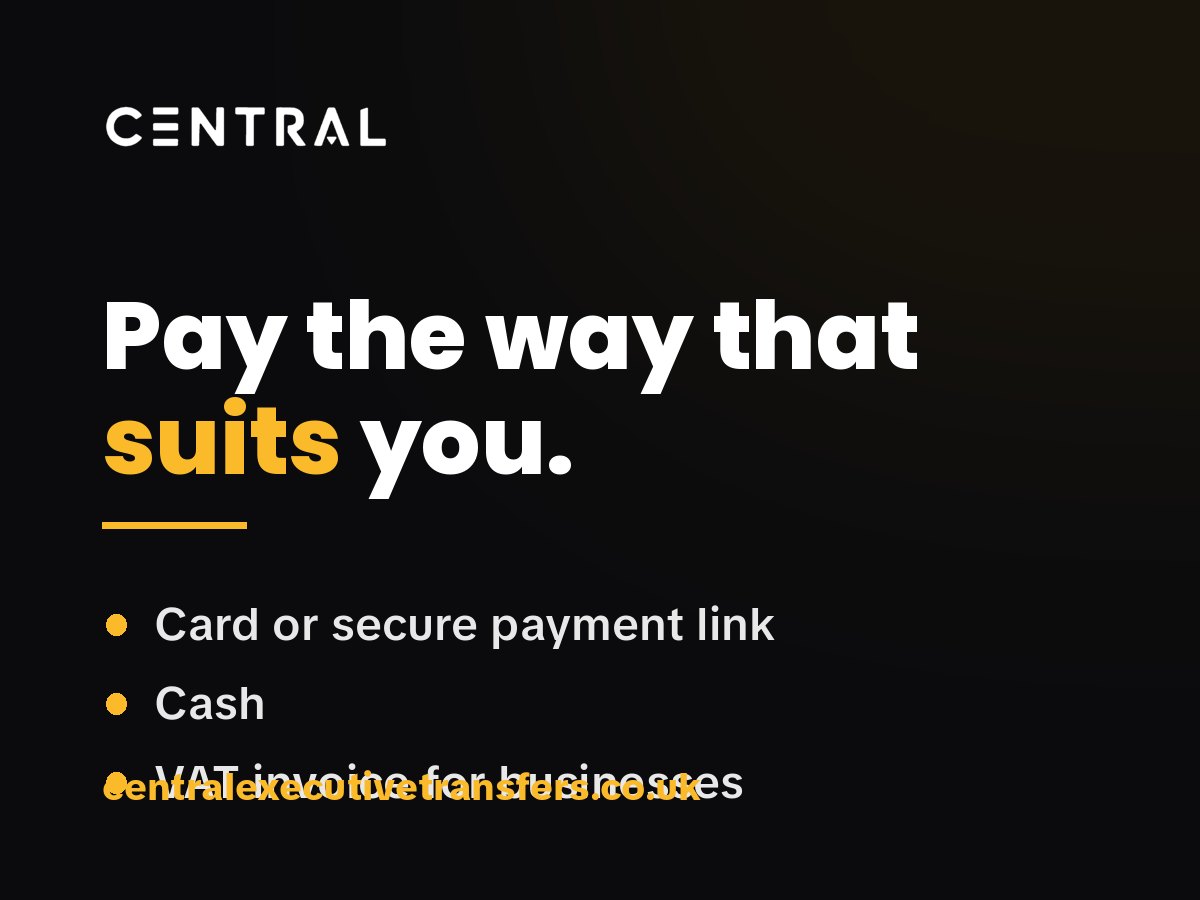 CENTRAL
Pay the way that
suits you.
Card or secure payment link
Cash
VAT invoice for businesses
centralexecutivetransfers.co.uk